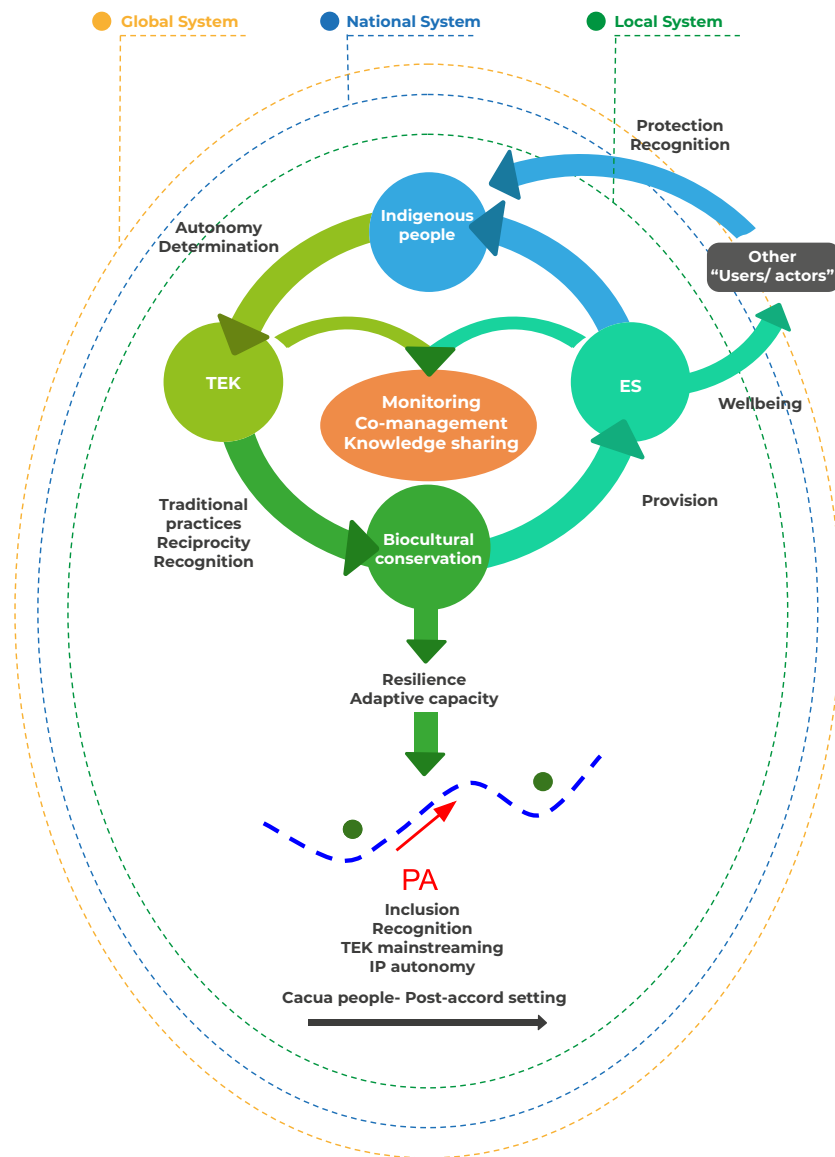 Global System
National System
Local System
Protection
Recognition
Indigenous
people
Autonomy
Determination
Other
“Users/ actors”
TEK
ES
Monitoring
Co-management
Knowledge sharing
Wellbeing
Provision
Traditional
practices
Reciprocity
Recognition
Biocultural
conservation
Resilience
Adaptive capacity
PA
Inclusion
Recognition
TEK mainstreaming
IP autonomy
Cacua people- Post-accord setting